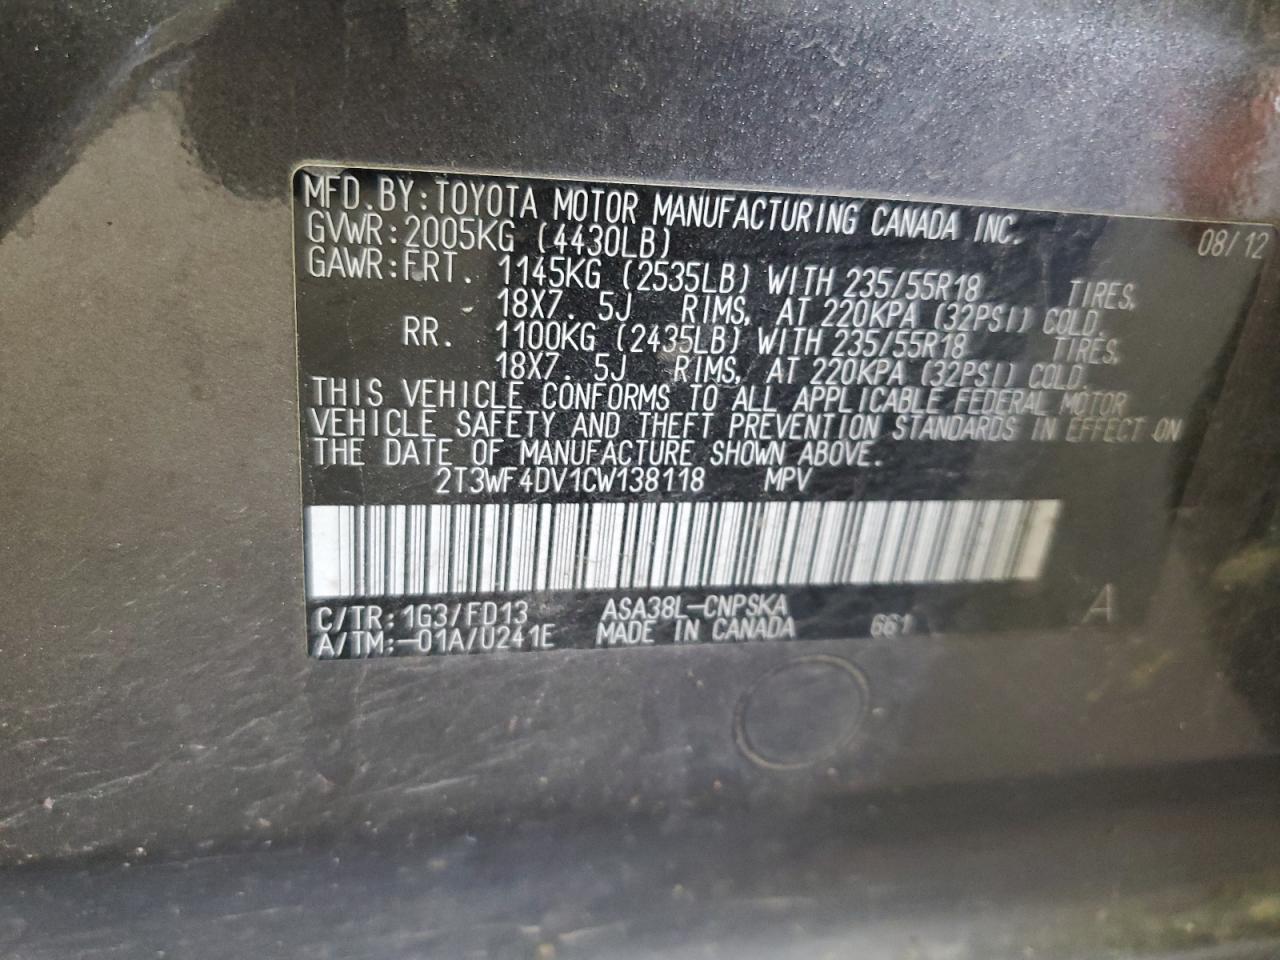 MFD.BY:TOYOTA MOTOR MANUFACTURING CANADA INC. 08/12
GVWR:2005KG (4430LB)
GAWR:FRT. 1145KG (2535LB) WITH 235/55R18 TIRES,
18X7.5J RIMS, AT 220KPA (32PSI) COLD.
RR. 1100KG (2435LB) WITH 235/55R18 TIRES,
18X7.5J RIMS, AT 220KPA (32PSI) COLD.
THIS VEHICLE CONFORMS TO ALL APPLICABLE FEDERAL MOTOR
VEHICLE SAFETY AND THEFT PREVENTION STANDARDS IN EFFECT ON
THE DATE OF MANUFACTURE SHOWN ABOVE.
2T3WF4DV1CW138118 MPV
C/TR:1G3/FD13 ASA38L-CNPSKA A
A/TM:-01A/U241E MADE IN CANADA 661